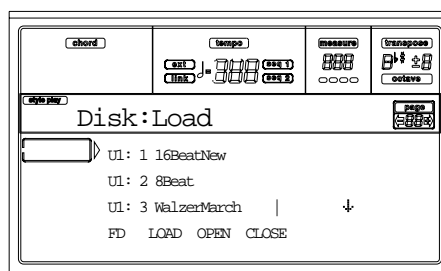 chord tempo measure transpose
ext link seq 1 seq 2 octave
style play
Disk:Load
page
U1: 1 16BeatNew
U1: 2 8Beat
U1: 3 WalzerMarch
FD LOAD OPEN CLOSE